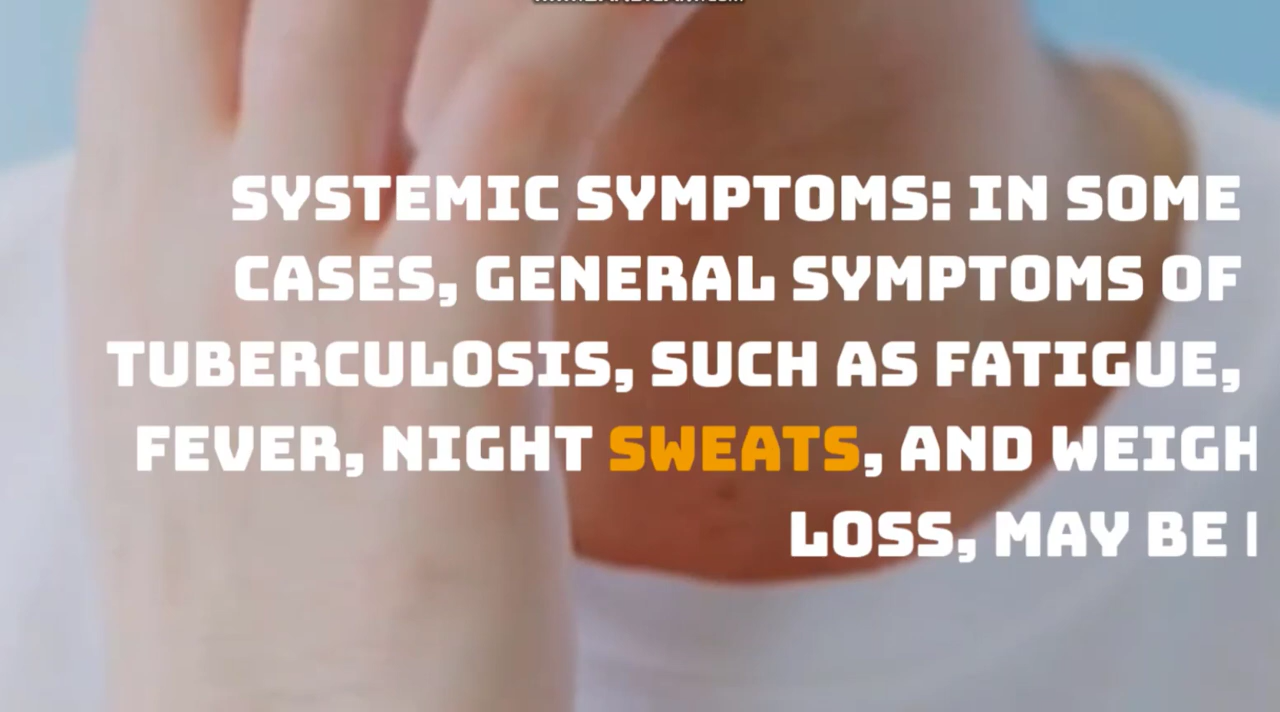 SYSTEMIC SYMPTOMS: IN SOME
CASES, GENERAL SYMPTOMS OF
TUBERCULOSIS, SUCH AS FATIGUE,
FEVER, NIGHT SWEATS, AND WEIGH
LOSS, MAY BE